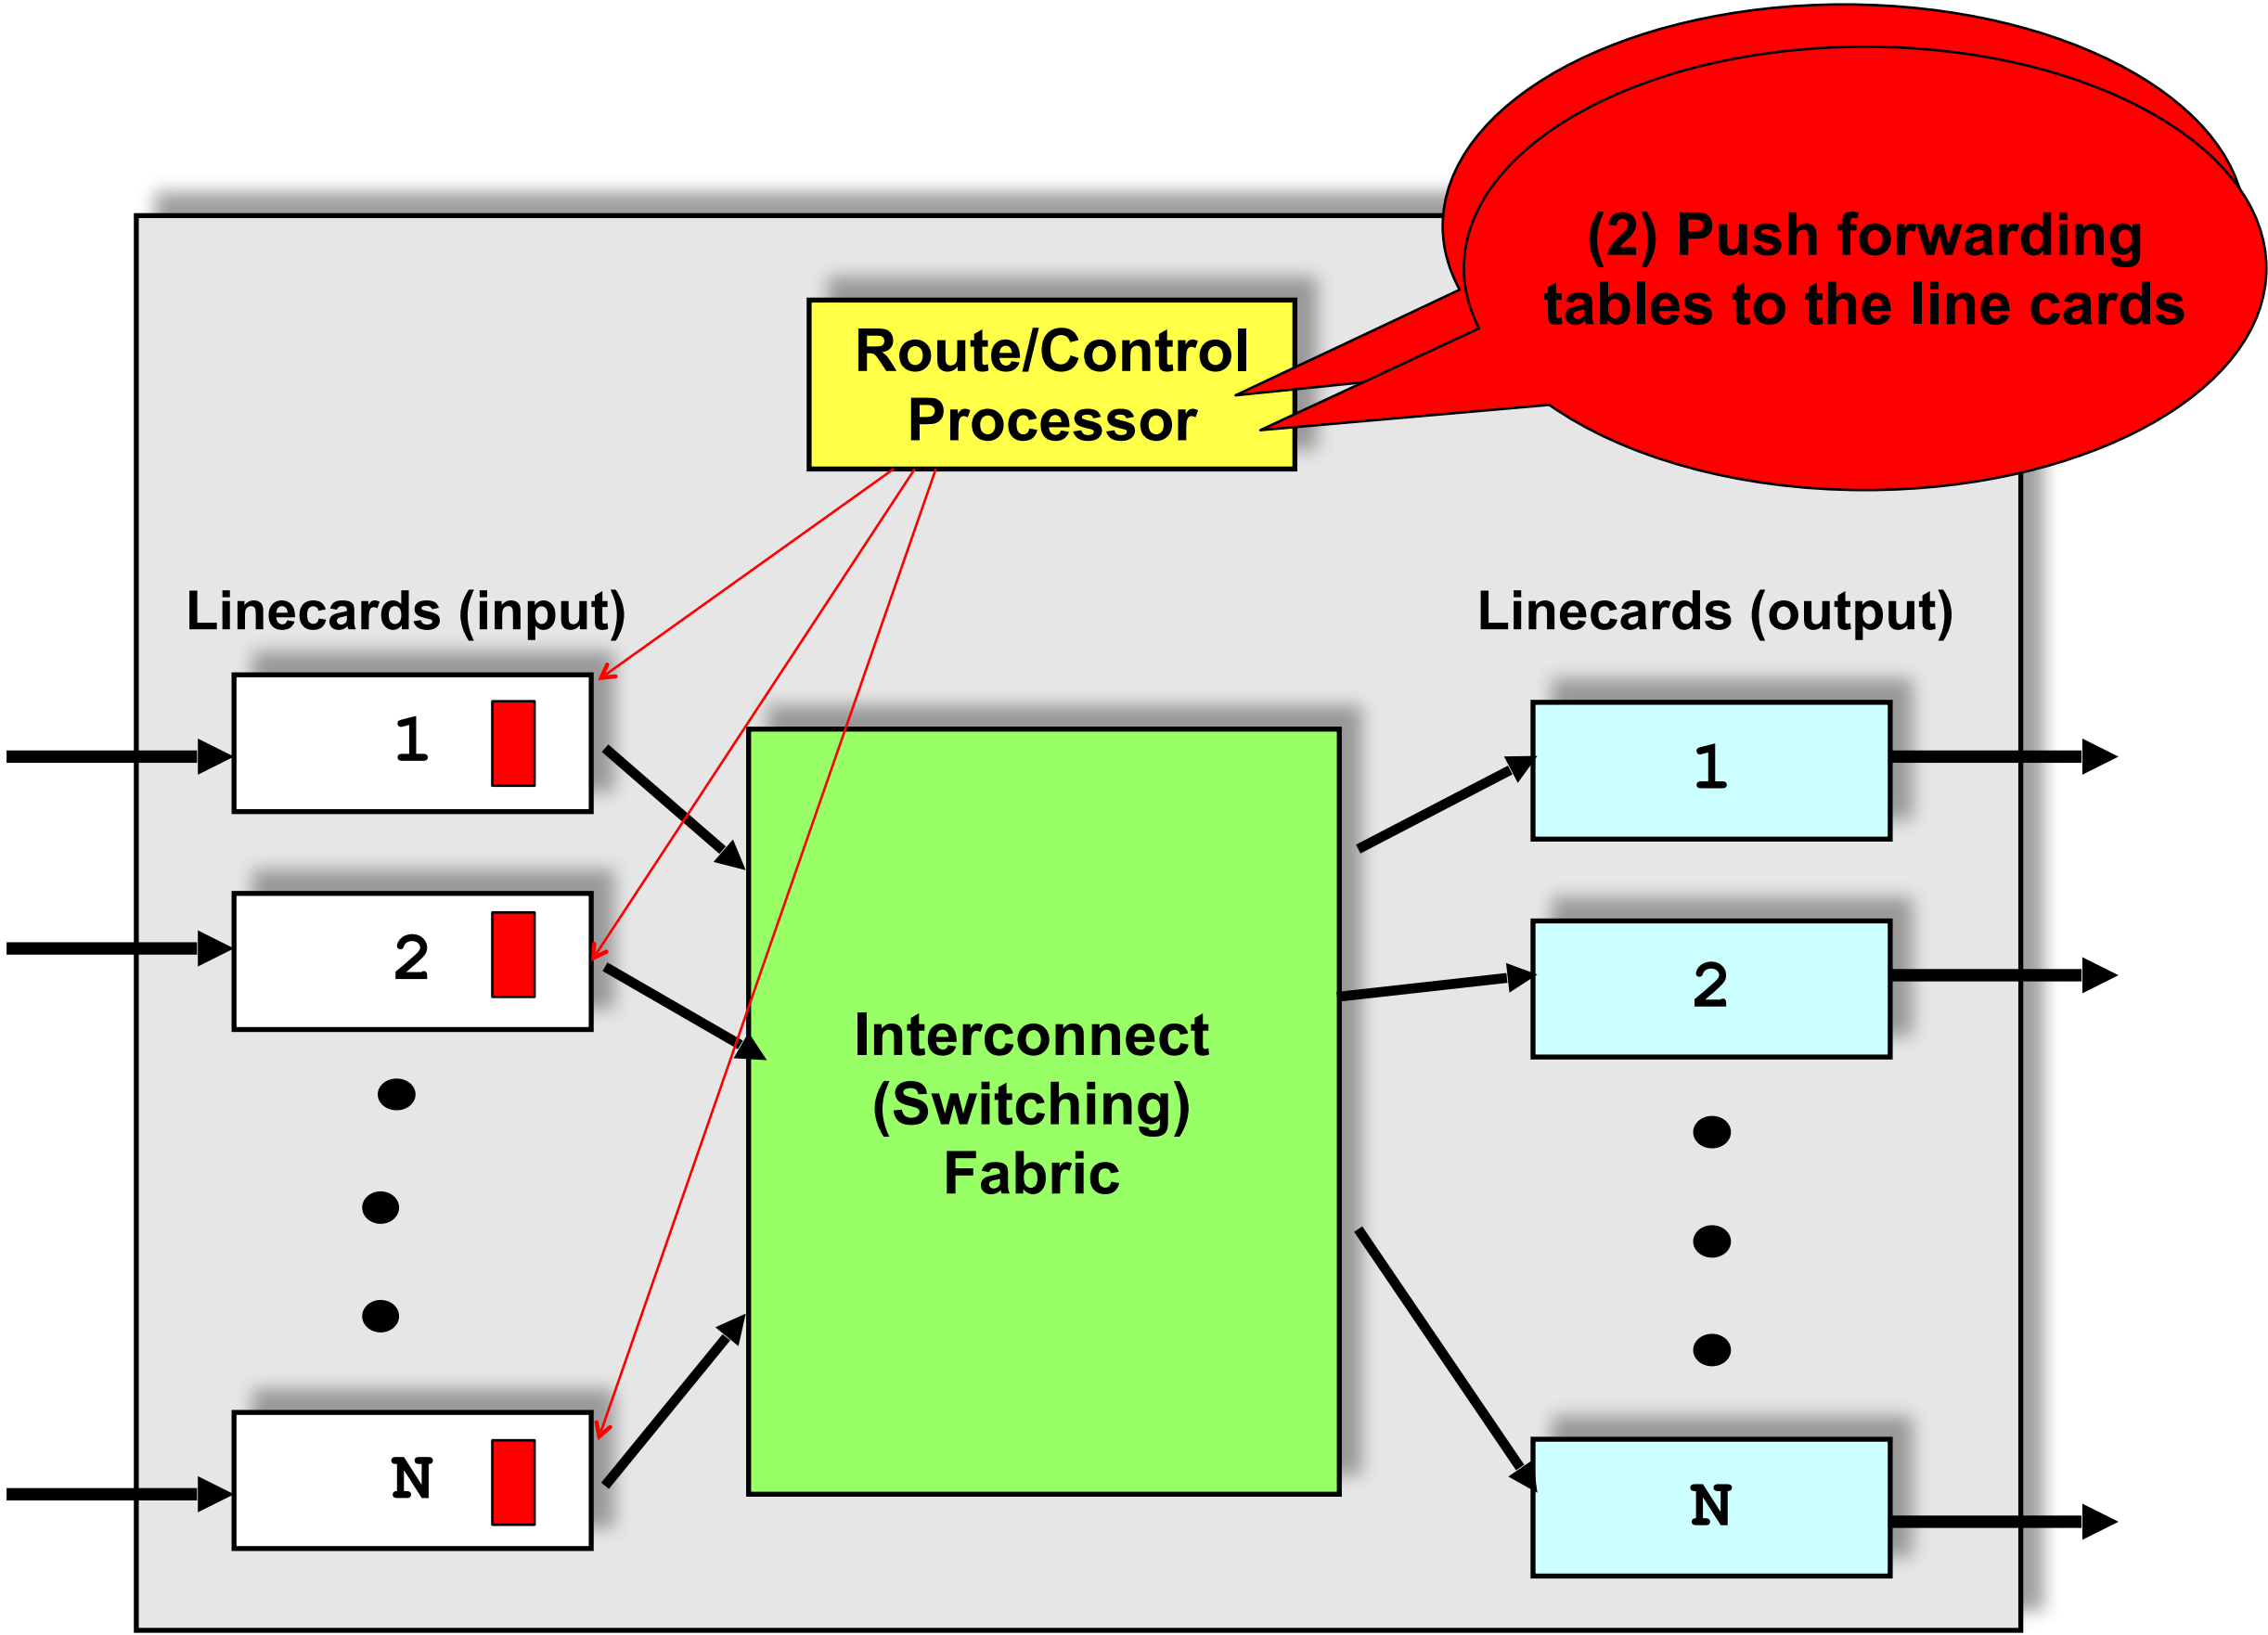 (2) Push forwarding
tables to the line cards
Route/Control
Processor
Linecards (input)
Linecards (output)
1
1
2
2
Interconnect
(Switching)
Fabric
N
N